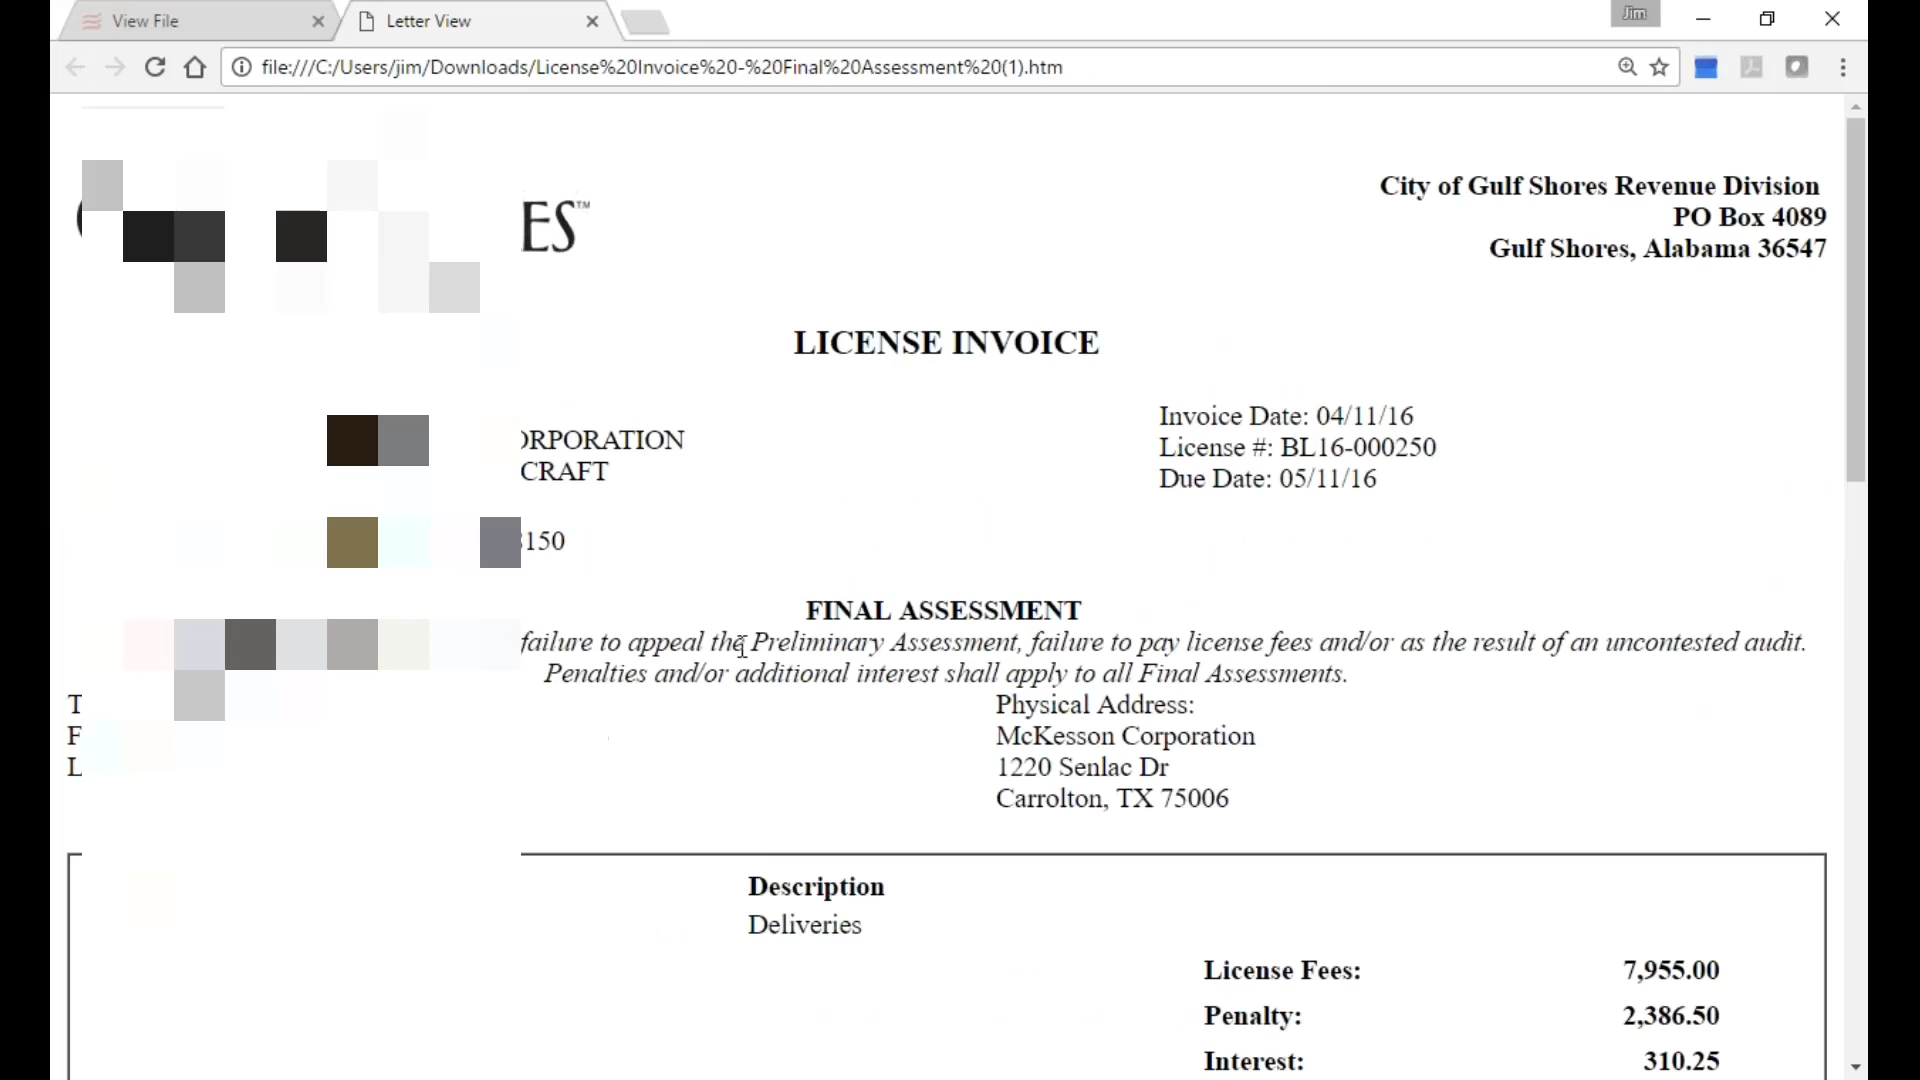 View File
Letter View
Jim
file:///C:/Users/jim/Downloads/License%20Invoice%20-%20Final%20Assessment%20(1).htm
ES™
City of Gulf Shores Revenue Division
PO Box 4089
Gulf Shores, Alabama 36547
LICENSE INVOICE
Invoice Date: 04/11/16
License #: BL16-000250
Due Date: 05/11/16
ORPORATION
CRAFT
150
FINAL ASSESSMENT
failure to appeal the Preliminary Assessment, failure to pay license fees and/or as the result of an uncontested audit.
Penalties and/or additional interest shall apply to all Final Assessments.
T
F
L
Physical Address:
McKesson Corporation
1220 Senlac Dr
Carrolton, TX 75006
Description
Deliveries
License Fees: 7,955.00
Penalty: 2,386.50
Interest: 310.25